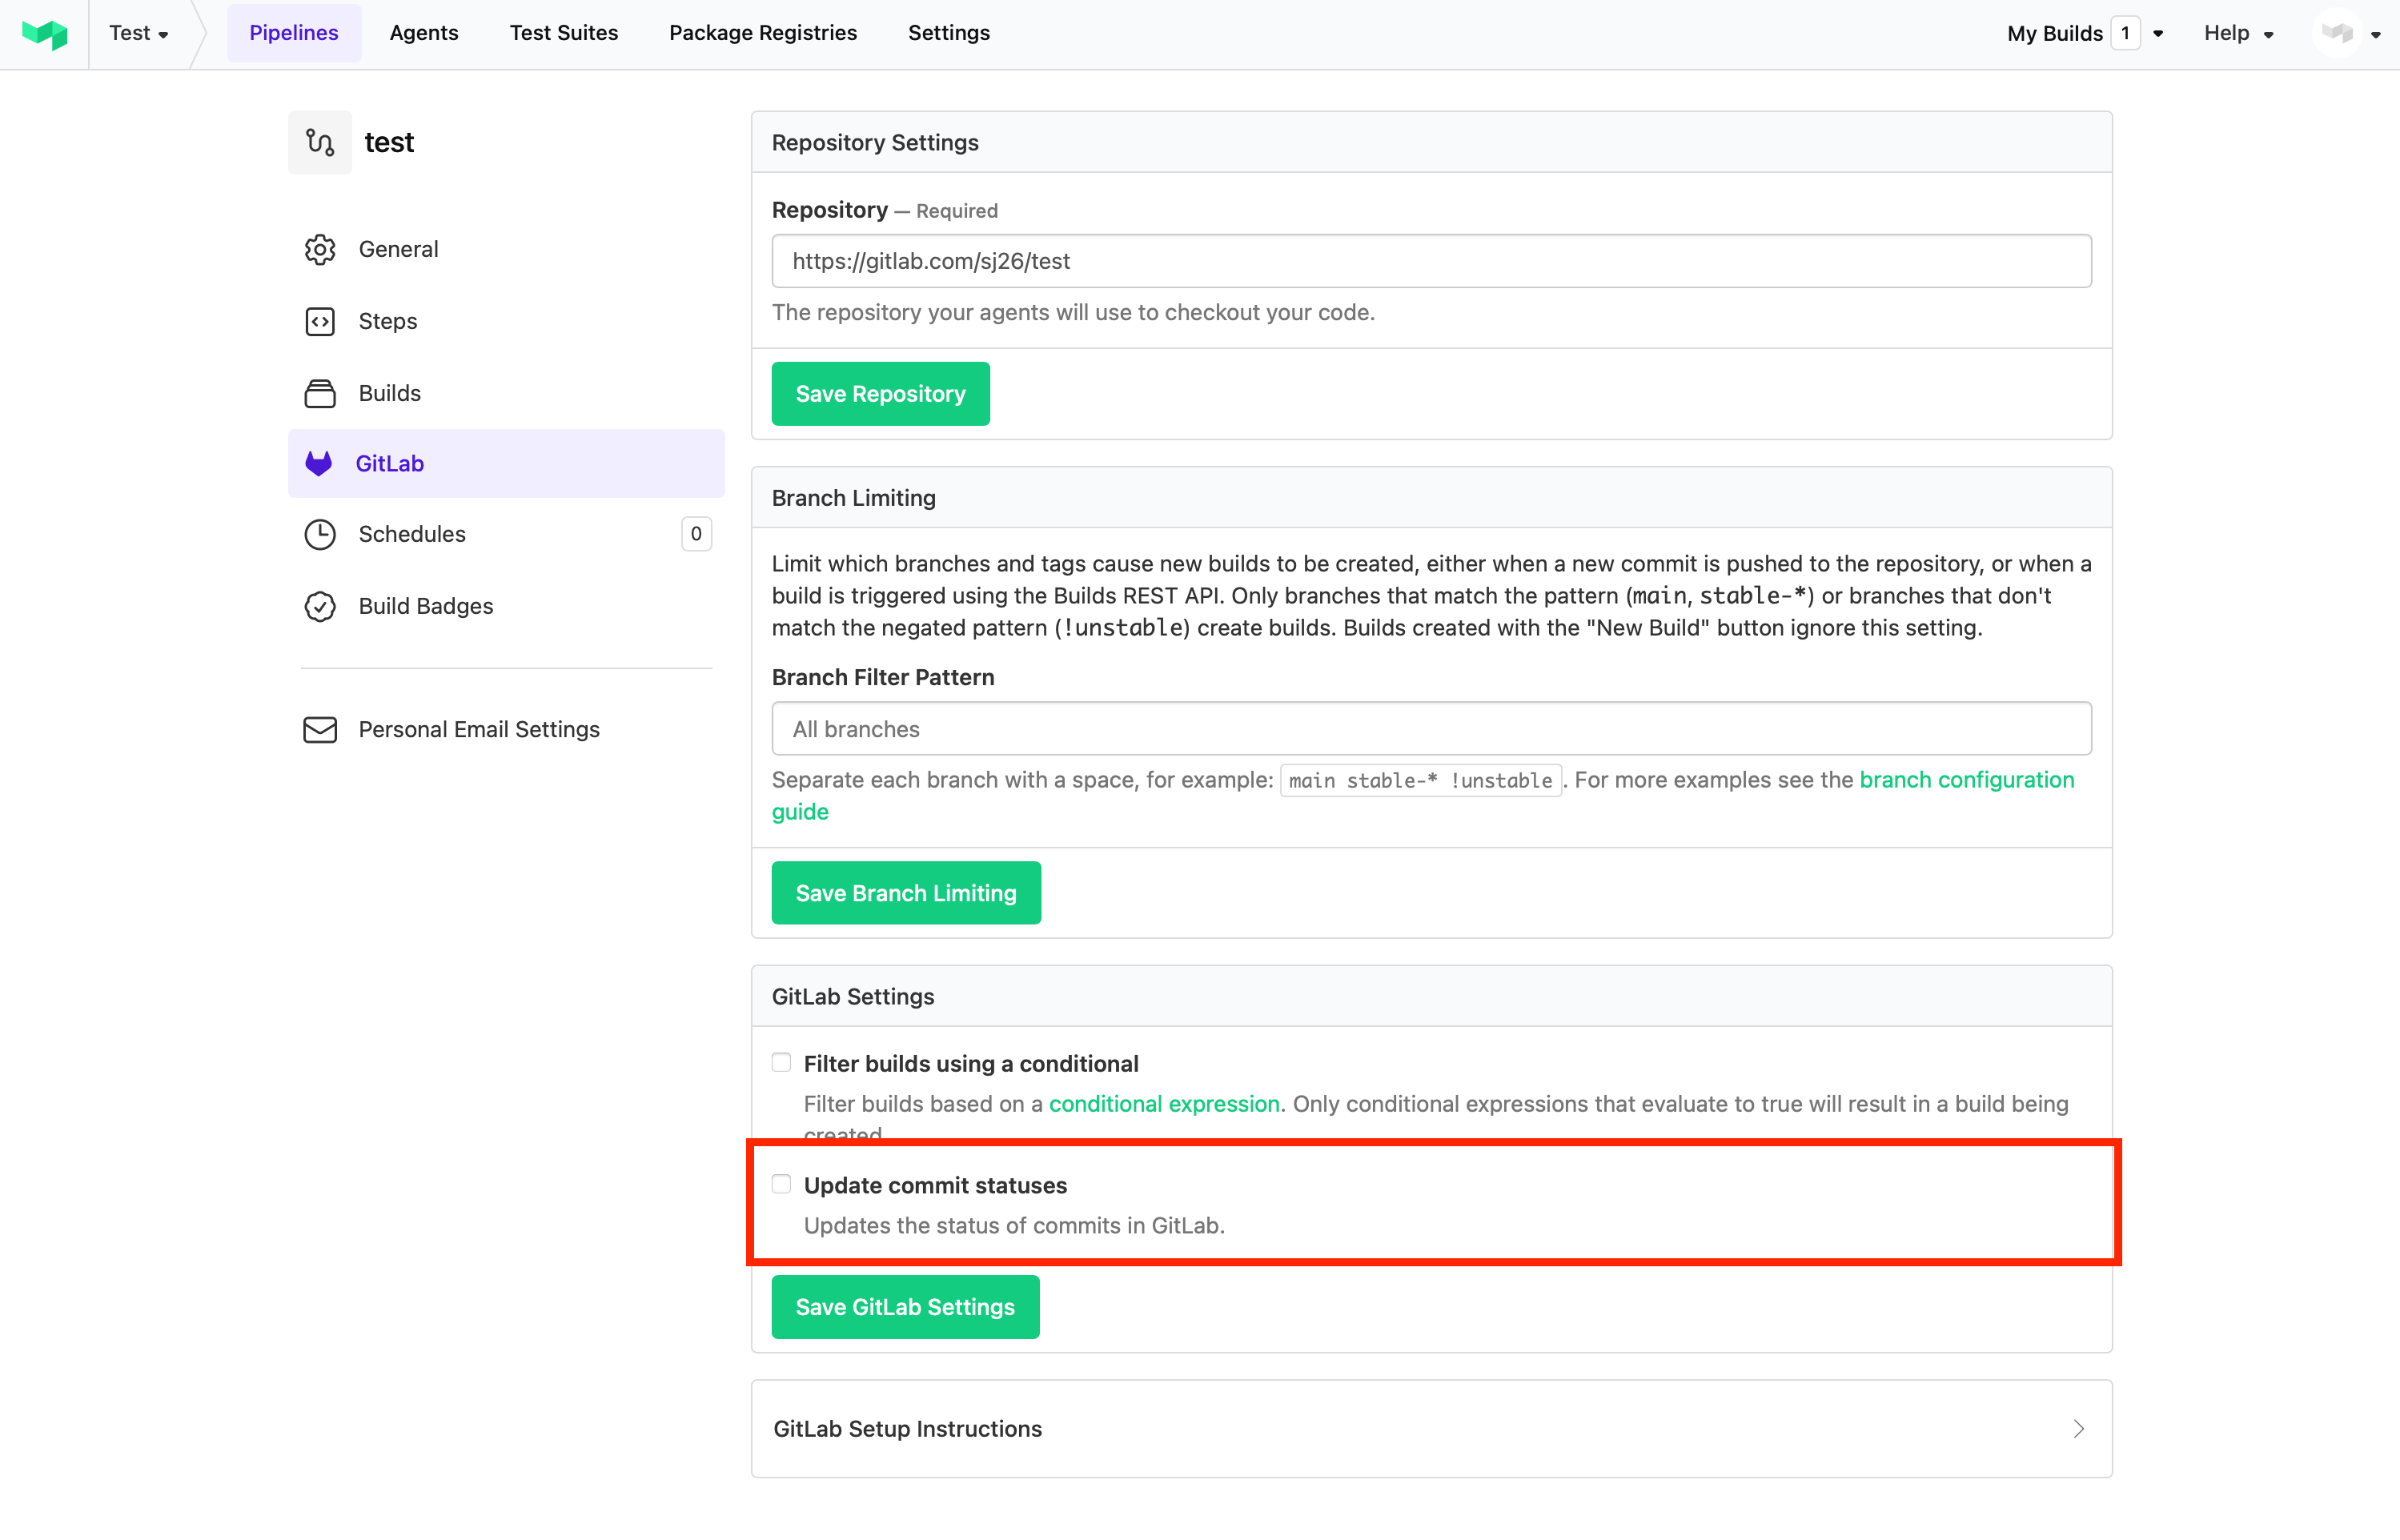 Test
Pipelines
Agents
Test Suites
Package Registries
Settings
My Builds 1
Help
test
General
Steps
Builds
GitLab
Schedules 0
Build Badges
Personal Email Settings
Repository Settings
Repository — Required
https://gitlab.com/sj26/test
The repository your agents will use to checkout your code.
Save Repository
Branch Limiting
Limit which branches and tags cause new builds to be created, either when a new commit is pushed to the repository, or when a
build is triggered using the Builds REST API. Only branches that match the pattern (main, stable-*) or branches that don't
match the negated pattern (!unstable) create builds. Builds created with the "New Build" button ignore this setting.
Branch Filter Pattern
All branches
Separate each branch with a space, for example: main stable-* !unstable. For more examples see the branch configuration
guide
Save Branch Limiting
GitLab Settings
Filter builds using a conditional
Filter builds based on a conditional expression. Only conditional expressions that evaluate to true will result in a build being
created
Update commit statuses
Updates the status of commits in GitLab.
Save GitLab Settings
GitLab Setup Instructions